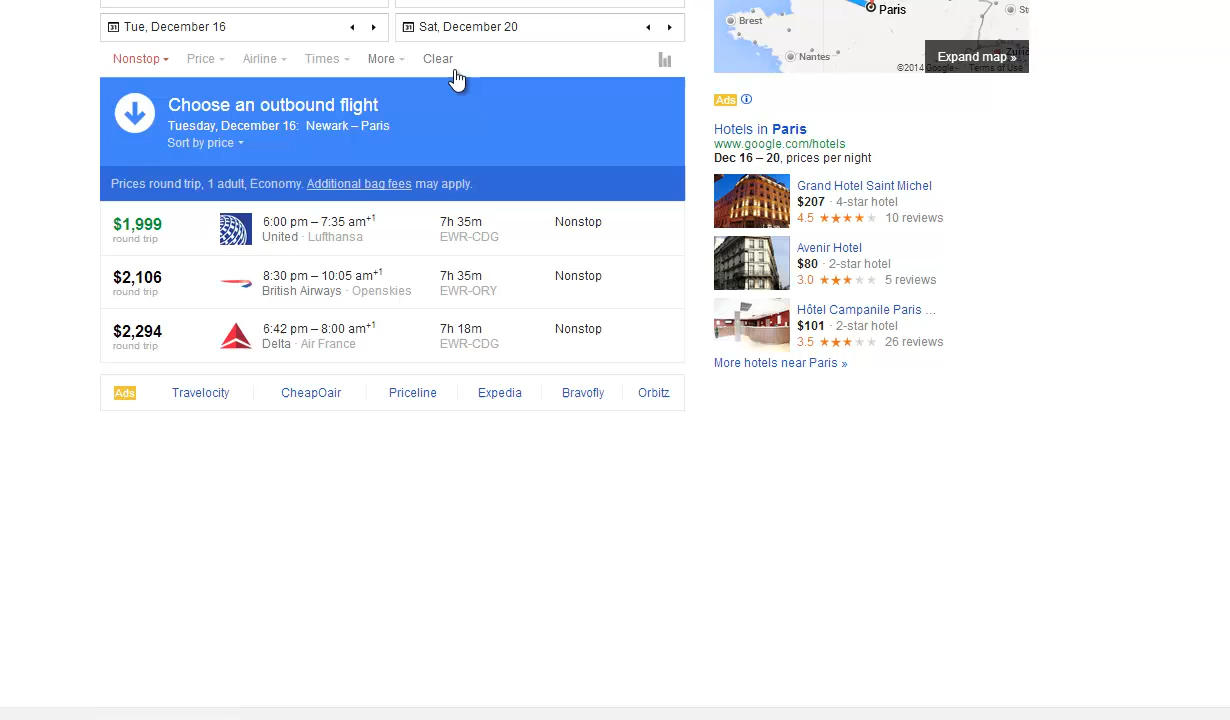 31 Tue, December 16
31 Sat, December 20
Nonstop Price Airline Times More Clear
Choose an outbound flight
Tuesday, December 16: Newark – Paris
Sort by price
Prices round trip, 1 adult, Economy. Additional bag fees may apply.
$1,999 6:00 pm – 7:35 am+1 7h 35m Nonstop
round trip United · Lufthansa EWR-CDG
$2,106 8:30 pm – 10:05 am+1 7h 35m Nonstop
round trip British Airways · Openskies EWR-ORY
$2,294 6:42 pm – 8:00 am+1 7h 18m Nonstop
round trip Delta · Air France EWR-CDG
Ads Travelocity CheapOair Priceline Expedia Bravofly Orbitz
Paris
St
Brest
Nantes
Expand map »
©2014 Google - Terms of Use
Ads
Hotels in Paris
www.google.com/hotels
Dec 16 – 20, prices per night
Grand Hotel Saint Michel
$207 · 4-star hotel
4.5 ★★★★★ 10 reviews
Avenir Hotel
$80 · 2-star hotel
3.0 ★★★★★ 5 reviews
Hôtel Campanile Paris ...
$101 · 2-star hotel
3.5 ★★★★★ 26 reviews
More hotels near Paris »